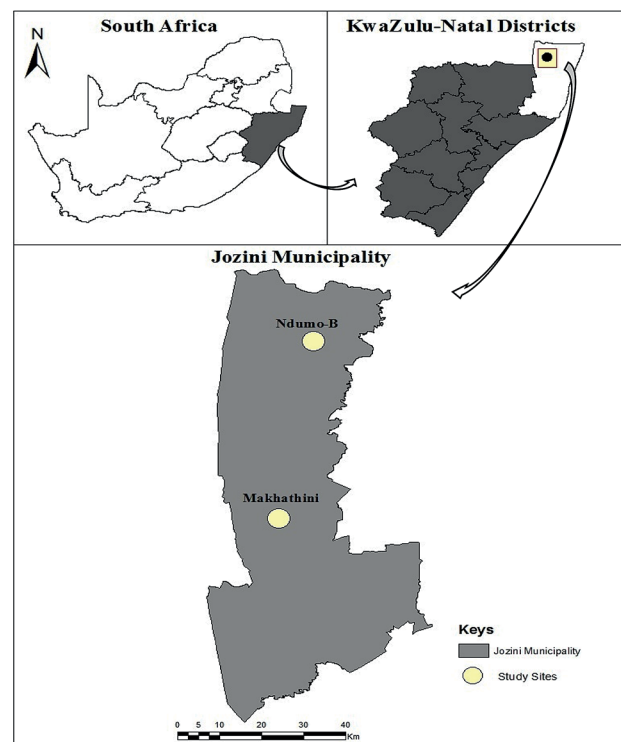 South Africa
KwaZulu-Natal Districts
N
Jozini Municipality
Ndumo-B
Makhathini
Keys
Jozini Municipality
Study Sites
0 5 10 20 30 40
Km